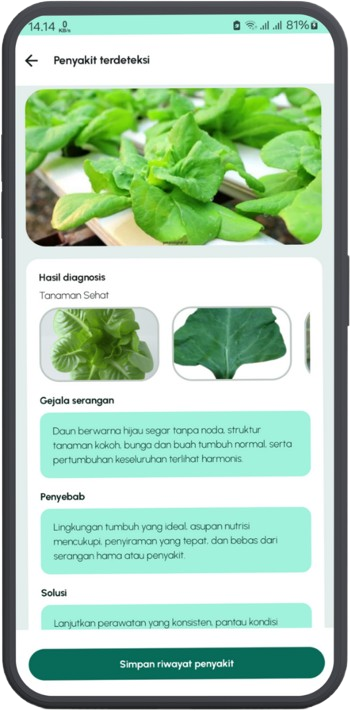 14.14 0 KB/s 81%
Penyakit terdeteksi
Hasil diagnosis
Tanaman Sehat
Gejala serangan
Daun berwarna hijau segar tanpa noda, struktur
tanaman kokoh, bunga dan buah tumbuh normal, serta
pertumbuhan keseluruhan terlihat harmonis.
Penyebab
Lingkungan tumbuh yang ideal, asupan nutrisi
mencukupi, penyiraman yang tepat, dan bebas dari
serangan hama atau penyakit.
Solusi
Lanjutkan perawatan yang konsisten, pantau kondisi
Simpan riwayat penyakit